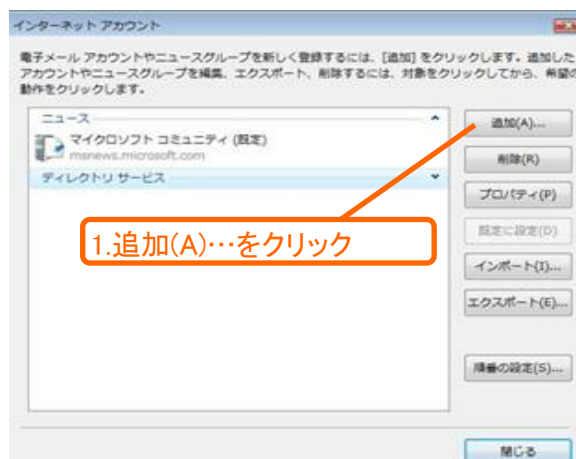 インターネット アカウント
電子メール アカウントやニュースグループを新しく登録するには、[追加] をクリックします。追加した
アカウントやニュースグループを編集、エクスポート、削除するには、対象をクリックしてから、希望の
動作をクリックします。
ニュース
マイクロソフト コミュニティ (既定)
msnews.microsoft.com
ディレクトリ サービス
追加(A)...
削除(R)
プロパティ(P)
既定に設定(D)
インポート(I)...
エクスポート(E)...
順番の設定(S)...
閉じる
1.追加(A)…をクリック